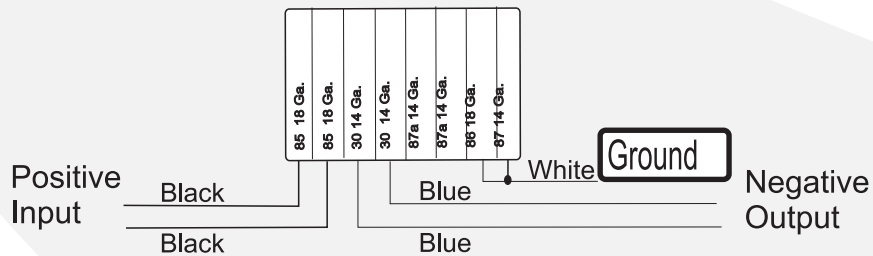 85 18 Ga.
85 18 Ga.
30 14 Ga.
30 14 Ga.
87a 14 Ga.
87a 14 Ga.
86 18 Ga.
87 14 Ga.
Positive
Input
Black
Black
Blue
Blue
White
Ground
Negative
Output